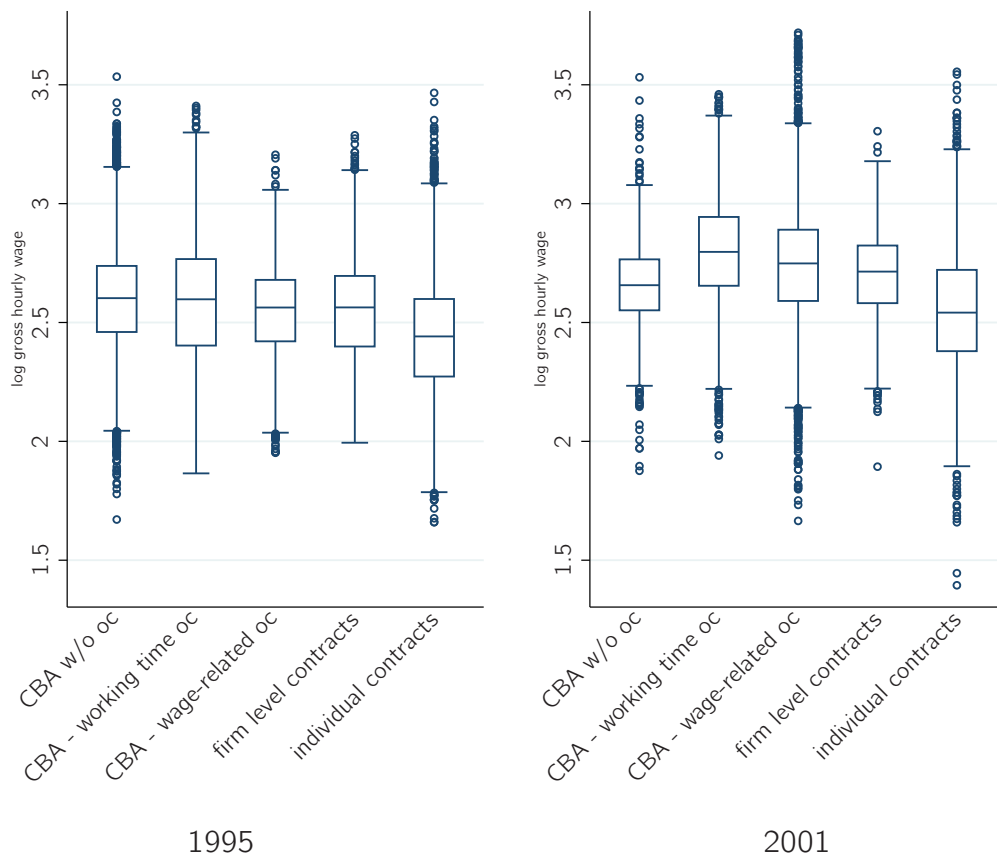 log gross hourly wage
3.5
3
2.5
2
1.5
CBA w/o oc
CBA - working time oc
CBA - wage-related oc
firm level contracts
individual contracts
1995
log gross hourly wage
3.5
3
2.5
2
1.5
CBA w/o oc
CBA - working time oc
CBA - wage-related oc
firm level contracts
individual contracts
2001